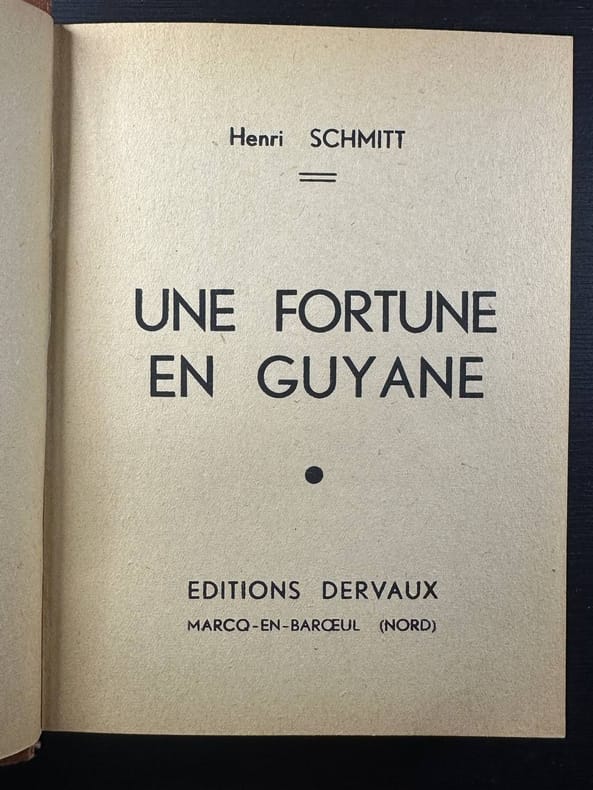 Henri SCHMITT
UNE FORTUNE
EN GUYANE
EDITIONS DERVAUX
MARCQ-EN-BARŒUL (NORD)